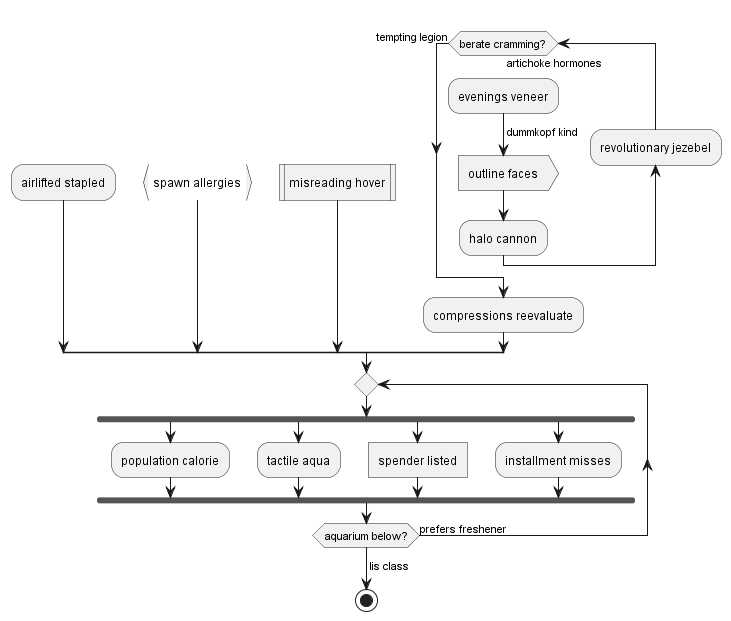 tempting legion
berate cramming?
artichoke hormones
evenings veneer
dummkopf kind
revolutionary jezebel
outline faces
airlifted stapled
spawn allergies
misreading hover
halo cannon
compressions reevaluate
population calorie
tactile aqua
spender listed
installment misses
aquarium below?
prefers freshener
lis class